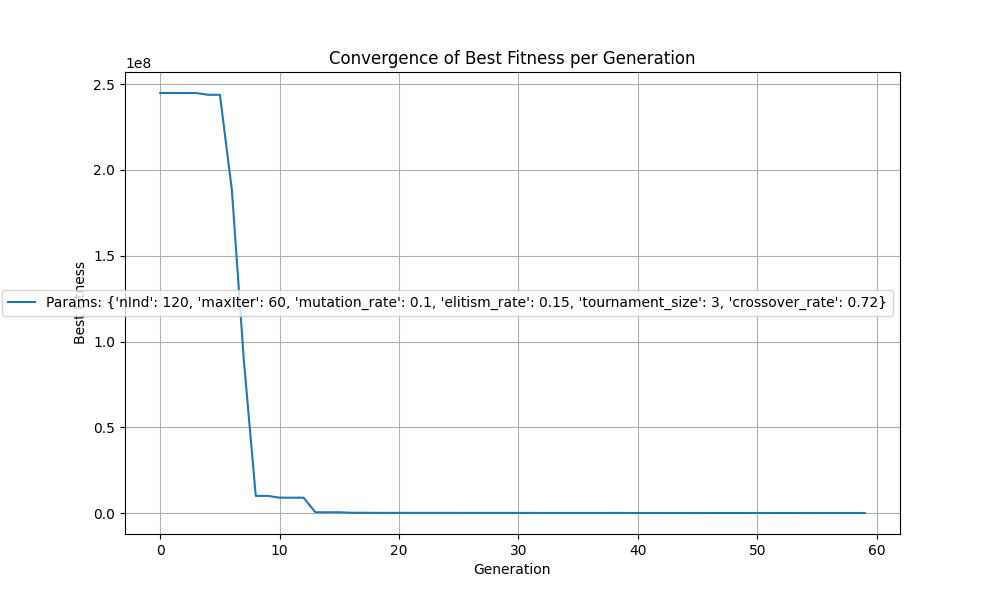 Convergence of Best Fitness per Generation
1e8
2.5
2.0
1.5
1.0
0.5
0.0
Best
Params: {'nInd': 120, 'maxIter': 60, 'mutation_rate': 0.1, 'elitism_rate': 0.15, 'tournament_size': 3, 'crossover_rate': 0.72}
0 10 20 30 40 50 60
Generation